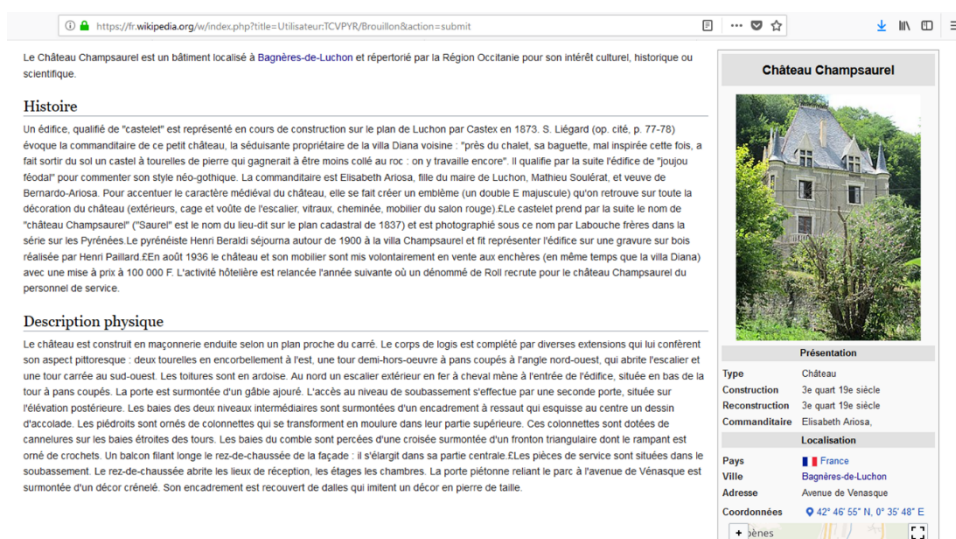 https://fr.wikipedia.org/w/index.php?title=Utilisateur:TCVPYR/Brouillon&action=submit
Le Château Champsaurel est un bâtiment localisé à Bagnères-de-Luchon et répertorié par la Région Occitanie pour son intérêt culturel, historique ou
scientifique.
Histoire
Un édifice, qualifié de "castelet" est représenté en cours de construction sur le plan de Luchon par Castex en 1873. S. Liégard (op. cité, p. 77-78)
évoque la commanditaire de ce petit château, la séduisante propriétaire de la villa Diana voisine : "près du chalet, sa baguette, mal inspirée cette fois, a
fait sortir du sol un castel à tourelles de pierre qui gagnerait à être moins collé au roc : on y travaille encore". Il qualifie par la suite l'édifice de "joujou
féodal" pour commenter son style néo-gothique. La commanditaire est Elisabeth Ariosa, fille du maire de Luchon, Mathieu Soulérat, et veuve de
Bernardo-Ariosa. Pour accentuer le caractère médiéval du château, elle se fait créer un emblème (un double E majuscule) qu'on retrouve sur toute la
décoration du château (extérieurs, cage et voûte de l'escalier, vitraux, cheminée, mobilier du salon rouge).£Le castelet prend par la suite le nom de
"château Champsaurel" ("Saurel" est le nom du lieu-dit sur le plan cadastral de 1837) et est photographié sous ce nom par Labouche frères dans la
série sur les Pyrénées.Le pyrénéiste Henri Beraldi séjourna autour de 1900 à la villa Champsaurel et fit représenter l'édifice sur une gravure sur bois
réalisée par Henri Paillard.£En août 1936 le château et son mobilier sont mis volontairement en vente aux enchères (en même temps que la villa Diana)
avec une mise à prix à 100 000 F. L'activité hôtelière est relancée l'année suivante où un dénommé de Roll recrute pour le château Champsaurel du
personnel de service.
Description physique
Le château est construit en maçonnerie enduite selon un plan proche du carré. Le corps de logis est complété par diverses extensions qui lui confèrent
son aspect pittoresque : deux tourelles en encorbellement à l'est, une tour demi-hors-oeuvre à pans coupés à l'angle nord-ouest, qui abrite l'escalier et
une tour carrée au sud-ouest. Les toitures sont en ardoise. Au nord un escalier extérieur en fer à cheval mène à l'entrée de l'édifice, située en bas de la
tour à pans coupés. La porte est surmontée d'un gâble ajouré. L'accès au niveau de soubassement s'effectue par une seconde porte, située sur
l'élévation postérieure. Les baies des deux niveaux intermédiaires sont surmontées d'un encadrement à ressaut qui esquisse au centre un dessin
d'accolade. Les piédroits sont ornés de colonnettes qui se transforment en moulure dans leur partie supérieure. Ces colonnettes sont dotées de
cannelures sur les baies étroites des tours. Les baies du comble sont percées d'une croisée surmontée d'un fronton triangulaire dont le rampant est
orné de crochets. Un balcon filant longe le rez-de-chaussée de la façade : il s'élargit dans sa partie centrale.£Les pièces de service sont situées dans le
soubassement. Le rez-de-chaussée abrite les lieux de réception, les étages les chambres. La porte piétonne reliant le parc à l'avenue de Vénasque est
surmontée d'un décor crénelé. Son encadrement est recouvert de dalles qui imitent un décor en pierre de taille.
Château Champsaurel
Présentation
Type Château
Construction 3e quart 19e siècle
Reconstruction 3e quart 19e siècle
Commanditaire Elisabeth Ariosa,
Localisation
Pays France
Ville Bagnères-de-Luchon
Adresse Avenue de Venasque
Coordonnées 42° 46′ 55″ N, 0° 35′ 48″ E
+